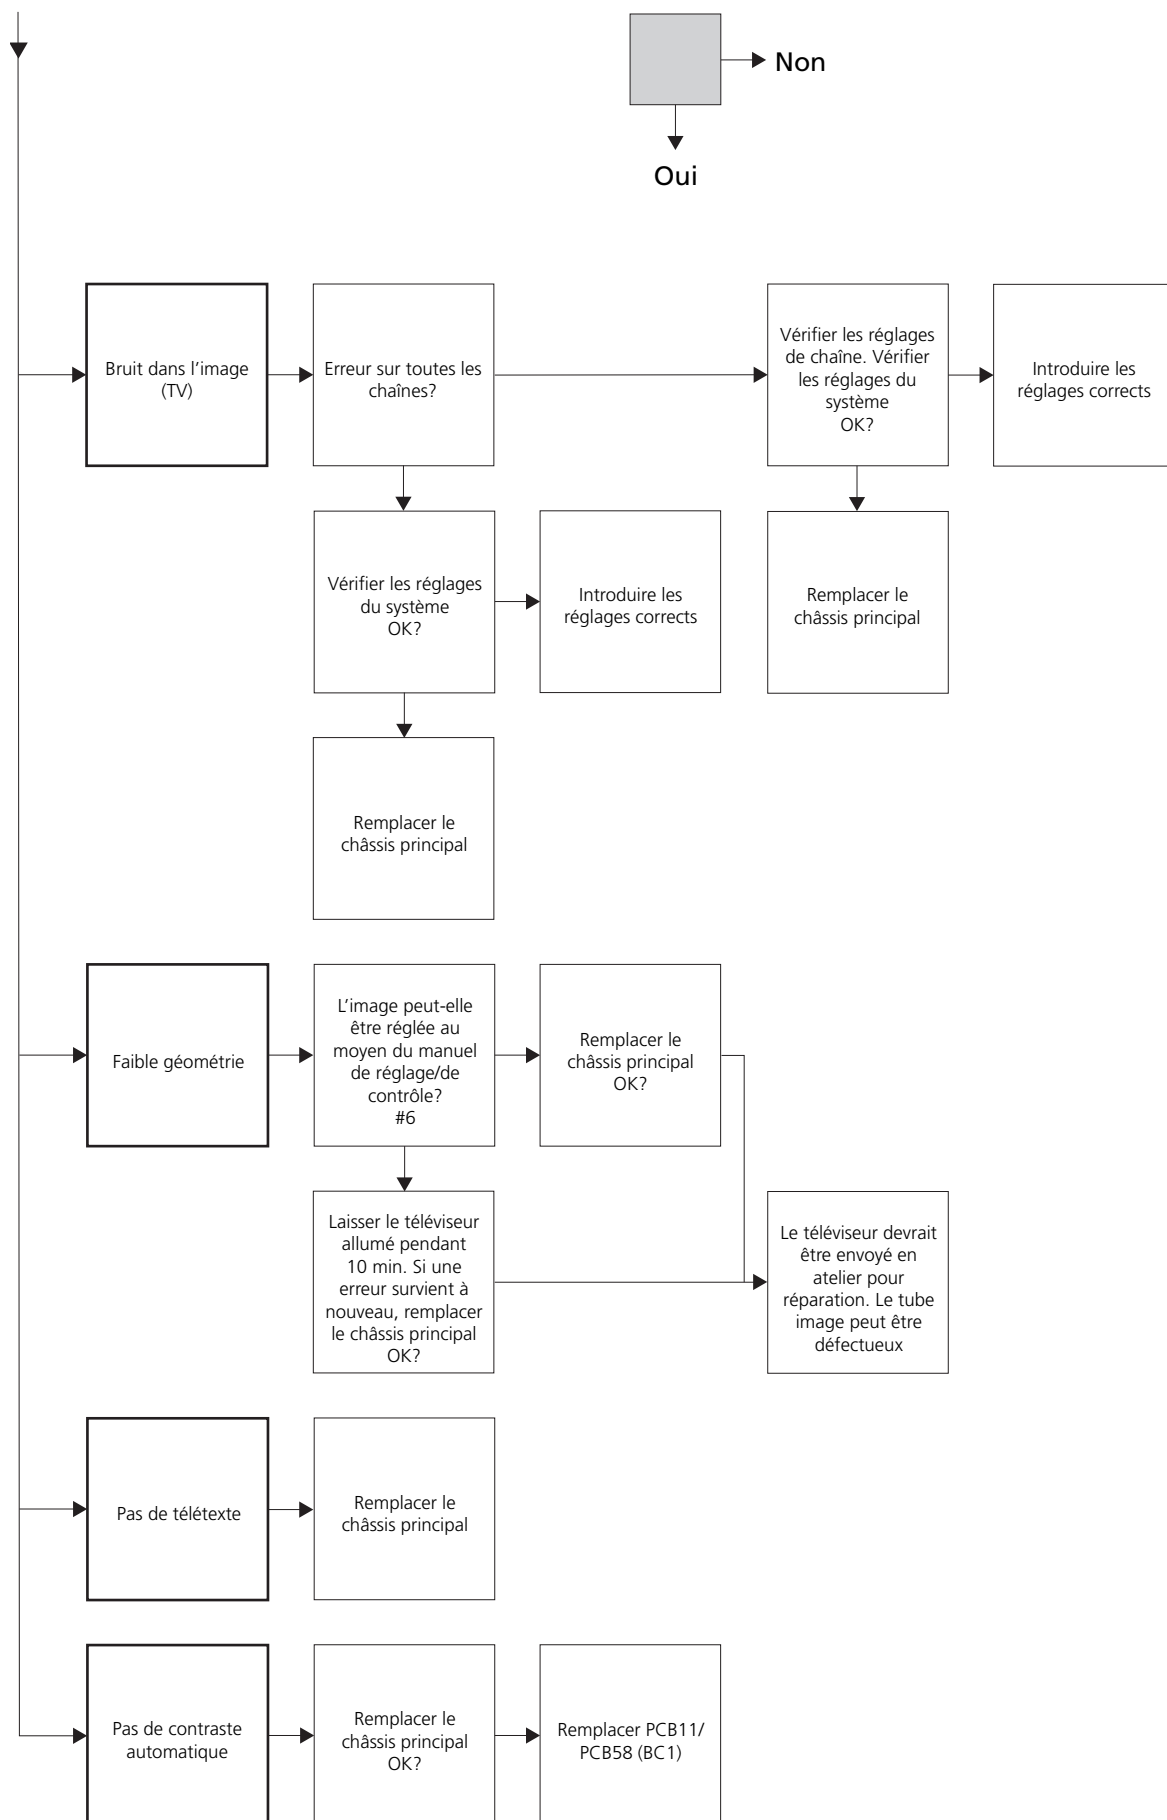 Non
Oui
Bruit dans l'image
(TV)
Erreur sur toutes les
chaînes?
Vérifier les réglages
de chaîne. Vérifier
les réglages du
système
OK?
Introduire les
réglages corrects
Vérifier les réglages
du système
OK?
Introduire les
réglages corrects
Remplacer le
châssis principal
Remplacer le
châssis principal
Faible géométrie
L'image peut-elle
être réglée au
moyen du manuel
de réglage/de
contrôle?
#6
Remplacer le
châssis principal
OK?
Laisser le téléviseur
allumé pendant
10 min. Si une
erreur survient à
nouveau, remplacer
le châssis principal
OK?
Le téléviseur devrait
être envoyé en
atelier pour
réparation. Le tube
image peut être
défectueux
Pas de télétexte
Remplacer le
châssis principal
Pas de contraste
automatique
Remplacer le
châssis principal
OK?
Remplacer PCB11/
PCB58 (BC1)